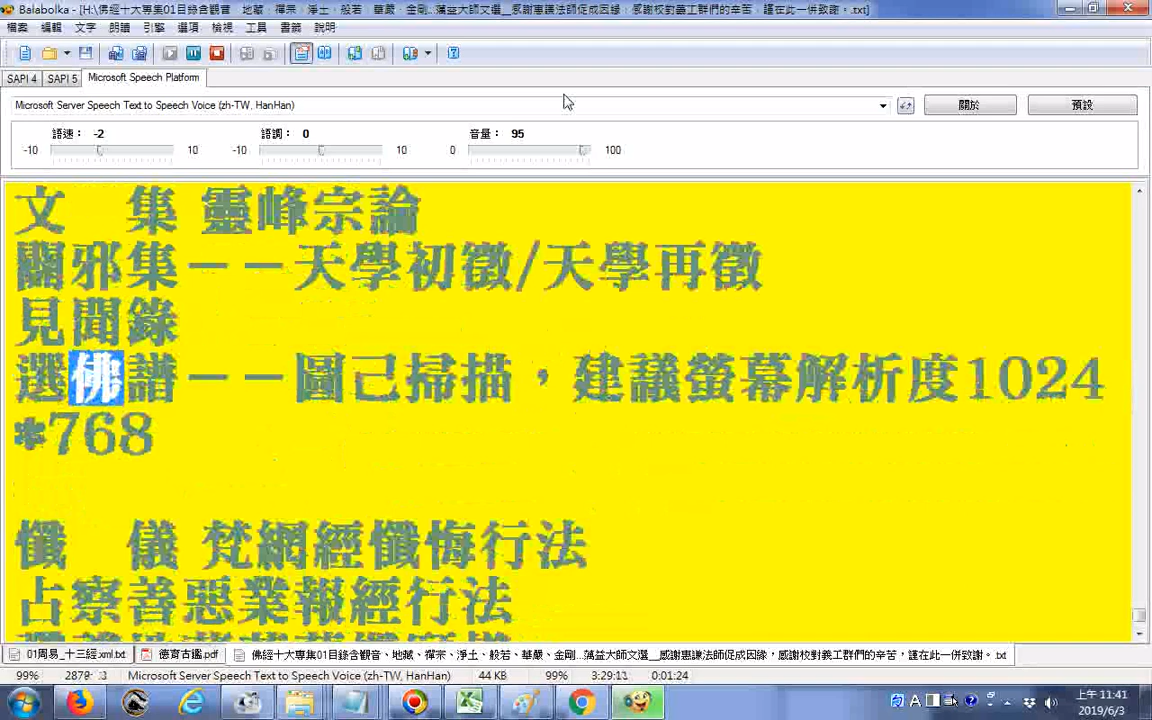 Balabolka - [H:\佛經十大專集01目錄含觀音 地藏 禪宗 淨土 般若 華嚴 金剛..蕅益大師文選__感謝惠謙法師促成因緣,感謝校對義工群們的辛苦,謹在此一併致謝。.txt]
檔案 編輯 文字 朗讀 引擎 選項 檢視 工具 書籤 說明
SAPI 4 SAPI 5 Microsoft Speech Platform
Microsoft Server Speech Text to Speech Voice (zh-TW, HanHan) 關於 預設
語速: -2 語調: 0 音量: 95
-10 10 -10 10 0 100
文 集 靈峰宗論
闢邪集－－天學初徵/天學再徵
見聞錄
選佛譜－－圖己掃描,建議螢幕解析度1024
*768
懺 儀 梵網經懺悔行法
占察善惡業報經行法
01周易_十三經.xml.txt 德育古鑑.pdf 佛經十大專集01目錄含觀音、地藏、禪宗、淨土、般若、華嚴、金剛...蕅益大師文選__感謝惠謙法師促成因緣,感謝校對義工群們的辛苦,謹在此一併致謝。.txt
99% Microsoft Server Speech Text to Speech Voice (zh-TW, HanHan) 44 KB 99% 3:29:11 0:01:24
上午 11:41
2019/6/3